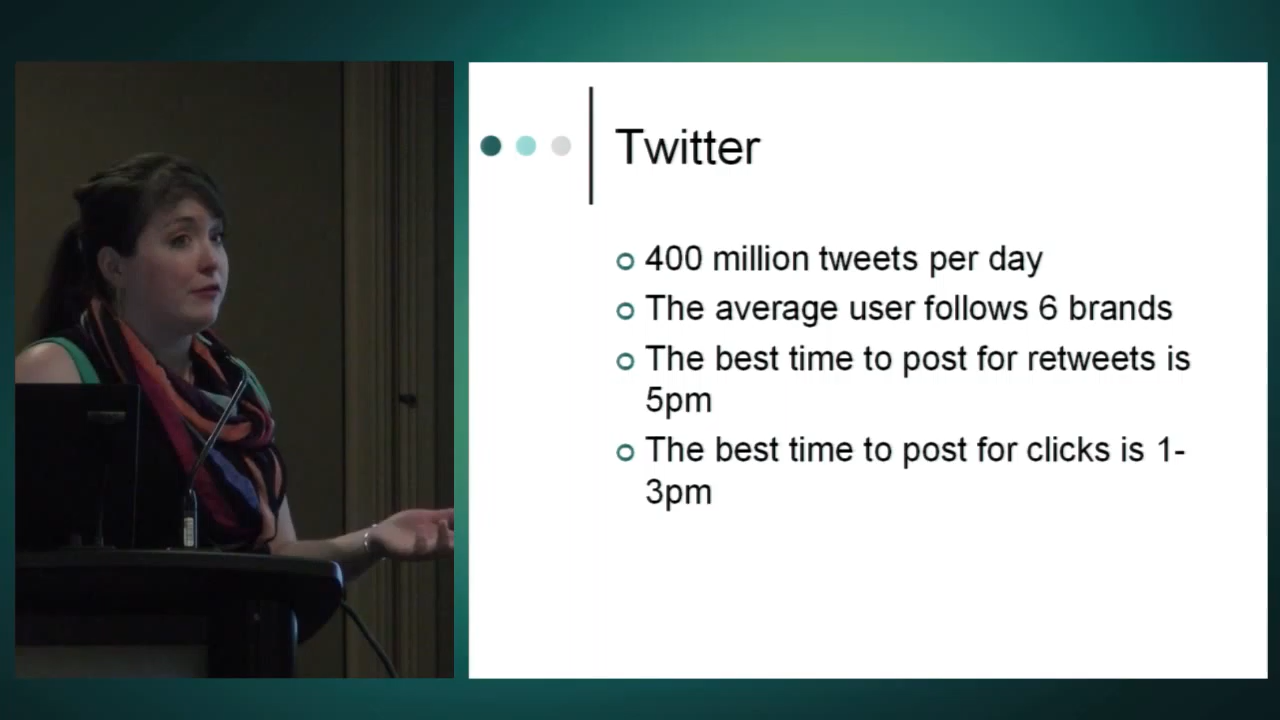 Twitter
400 million tweets per day
The average user follows 6 brands
The best time to post for retweets is
5pm
The best time to post for clicks is 1-
3pm